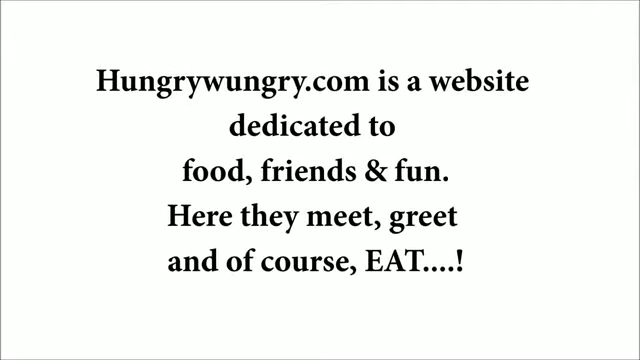 Hungrywungry.com is a website
dedicated to
food, friends & fun.
Here they meet, greet
and of course, EAT....!